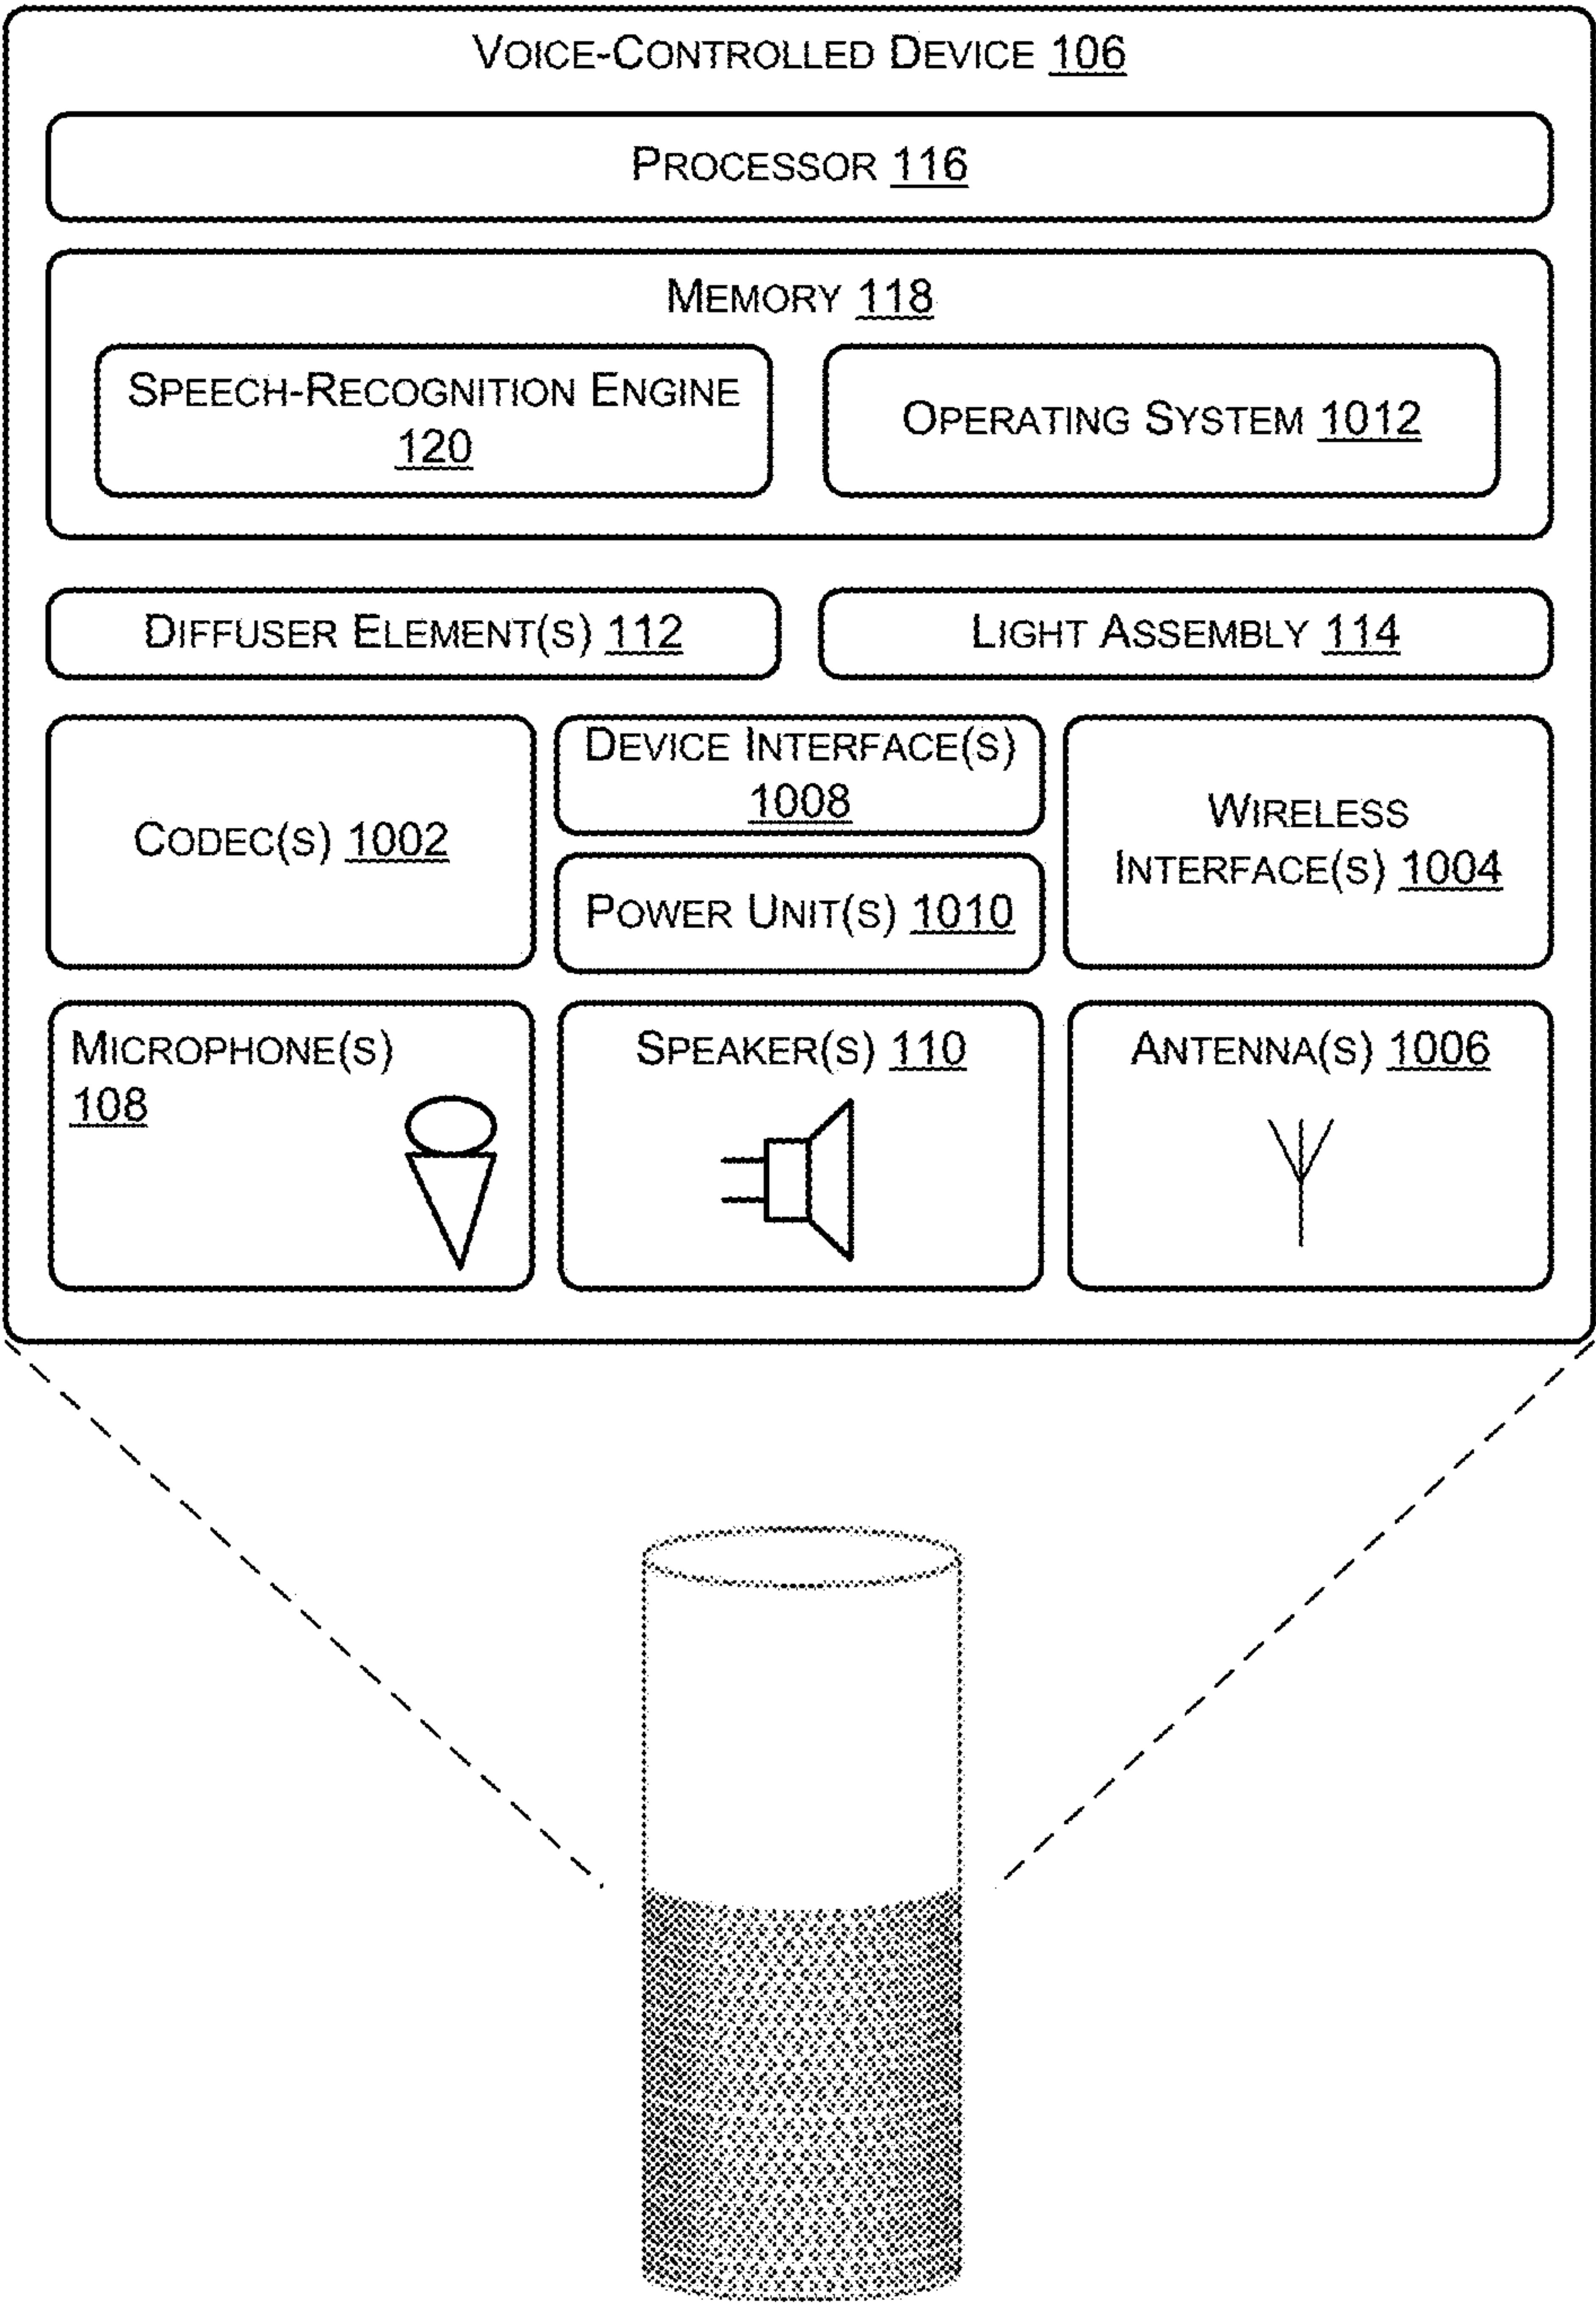 VOICE-CONTROLLED DEVICE 106
PROCESSOR 116
MEMORY 118
SPEECH-RECOGNITION ENGINE
120
OPERATING SYSTEM 1012
DIFFUSER ELEMENT(S) 112
LIGHT ASSEMBLY 114
CODEC(S) 1002
DEVICE INTERFACE(S)
1008
POWER UNIT(S) 1010
WIRELESS
INTERFACE(S) 1004
MICROPHONE(S)
108
SPEAKER(S) 110
ANTENNA(S) 1006